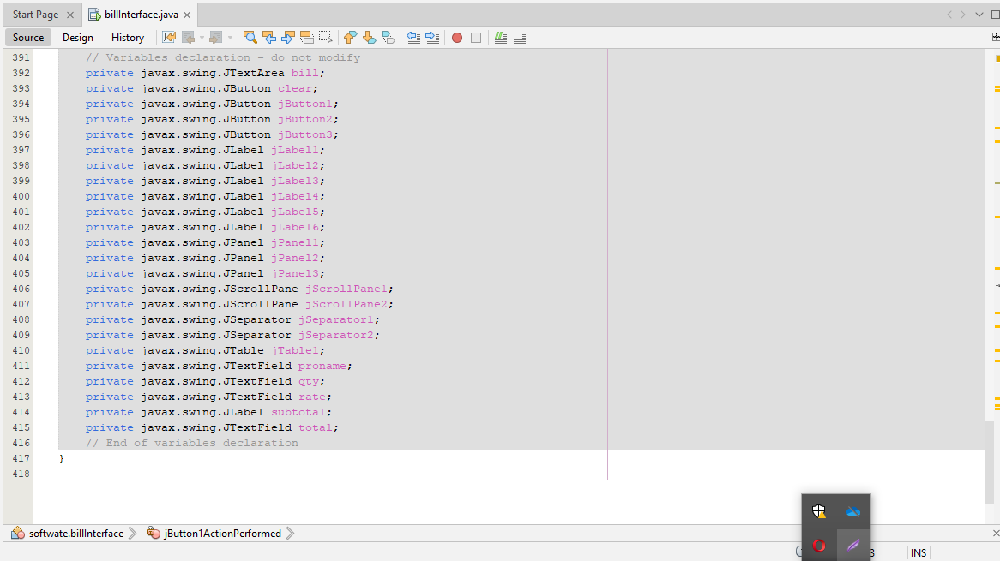 Start Page
billInterface.java
Source Design History
391 // Variables declaration - do not modify
392 private javax.swing.JTextArea bill;
393 private javax.swing.JButton clear;
394 private javax.swing.JButton jButton1;
395 private javax.swing.JButton jButton2;
396 private javax.swing.JButton jButton3;
397 private javax.swing.JLabel jLabel1;
398 private javax.swing.JLabel jLabel2;
399 private javax.swing.JLabel jLabel3;
400 private javax.swing.JLabel jLabel4;
401 private javax.swing.JLabel jLabel5;
402 private javax.swing.JLabel jLabel6;
403 private javax.swing.JPanel jPanel1;
404 private javax.swing.JPanel jPanel2;
405 private javax.swing.JPanel jPanel3;
406 private javax.swing.JScrollPane jScrollPane1;
407 private javax.swing.JScrollPane jScrollPane2;
408 private javax.swing.JSeparator jSeparator1;
409 private javax.swing.JSeparator jSeparator2;
410 private javax.swing.JTable jTable1;
411 private javax.swing.JTextField proname;
412 private javax.swing.JTextField qty;
413 private javax.swing.JTextField rate;
414 private javax.swing.JLabel subtotal;
415 private javax.swing.JTextField total;
416 // End of variables declaration
417 }
418
softwate.billInterface jButton1ActionPerformed
3 INS